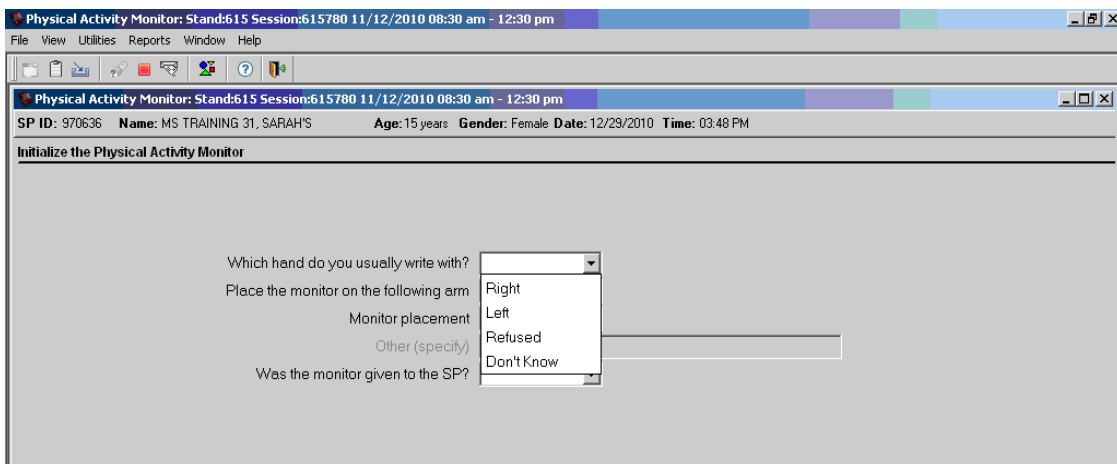 Physical Activity Monitor: Stand:615 Session:615780 11/12/2010 08:30 am - 12:30 pm
File View Utilities Reports Window Help
Physical Activity Monitor: Stand:615 Session:615780 11/12/2010 08:30 am - 12:30 pm
SP ID: 970636 Name: MS TRAINING 31, SARAH'S Age: 15 years Gender: Female Date: 12/29/2010 Time: 03:48 PM
Initialize the Physical Activity Monitor
Which hand do you usually write with?
Place the monitor on the following arm
Right
Left
Monitor placement
Refused
Other (specify)
Don't Know
Was the monitor given to the SP?